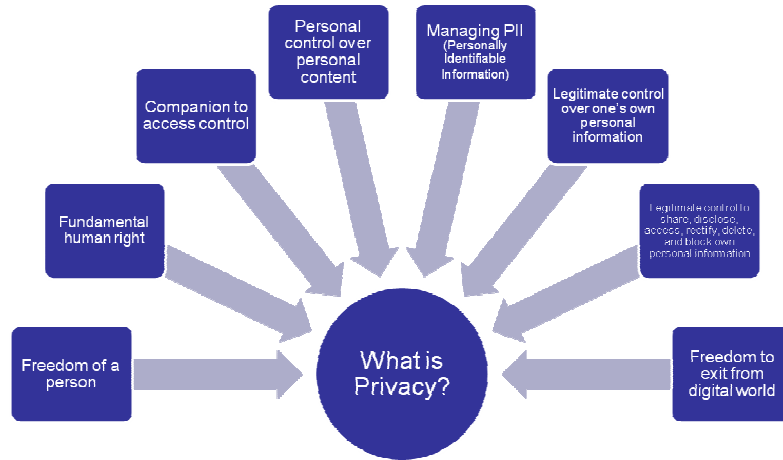 Personal
control over
personal
content
Managing PII
(Personally
Identifiable
Information)
Companion to
access control
Legitimate control
over one's own
personal
information
Fundamental
human right
Legitimate control to
share, disclose,
access, rectify, delete,
and block own
personal information
Freedom of a
person
What is
Privacy?
Freedom to
exit from
digital world